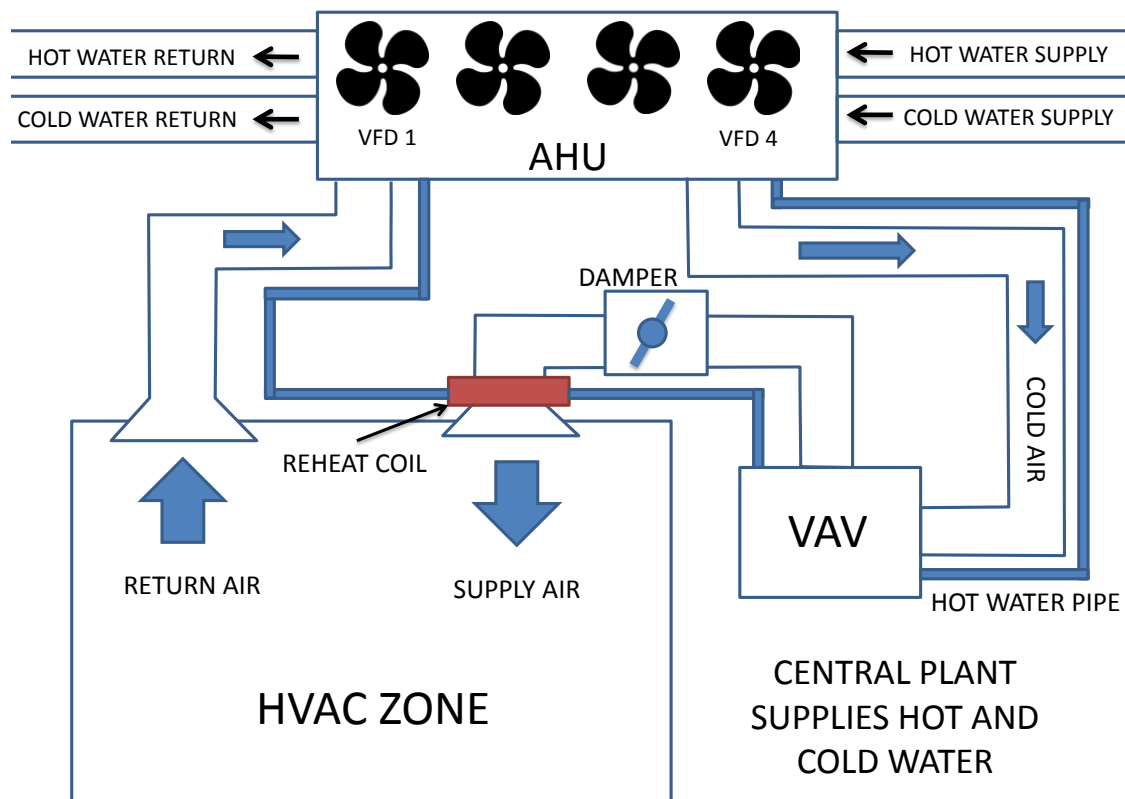 HOT WATER RETURN
HOT WATER SUPPLY
COLD WATER RETURN
COLD WATER SUPPLY
VFD 1
VFD 4
AHU
DAMPER
COLD AIR
REHEAT COIL
VAV
RETURN AIR
SUPPLY AIR
HOT WATER PIPE
HVAC ZONE
CENTRAL PLANT
SUPPLIES HOT AND
COLD WATER